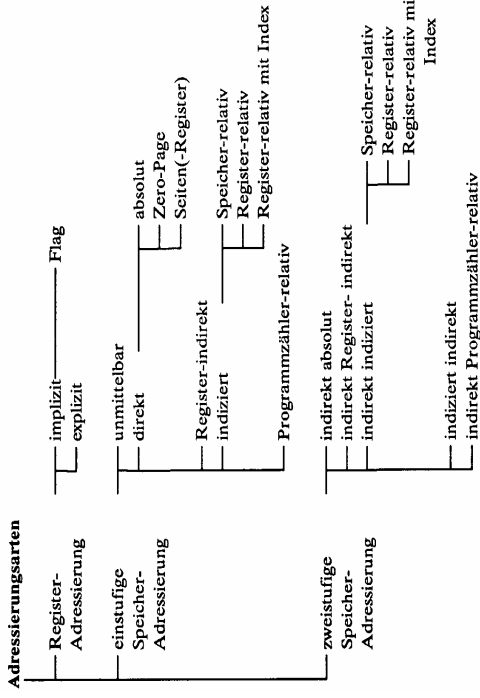 Adressierungsarten
Register-
Adressierung
implizit
Flag
explizit
einstufige
Speicher-
Adressierung
unmittelbar
direkt
absolut
Zero-Page
Seiten(-Register)
Register-indirekt
indiziert
Speicher-relativ
Register-relativ
Register-relativ mit Index
Programmzähler-relativ
zweistufige
Speicher-
Adressierung
indirekt absolut
indirekt Register- indirekt
indirekt indiziert
Speicher-relativ
Register-relativ
Register-relativ mi
Index
indiziert indirekt
indirekt Programmzähler-relativ